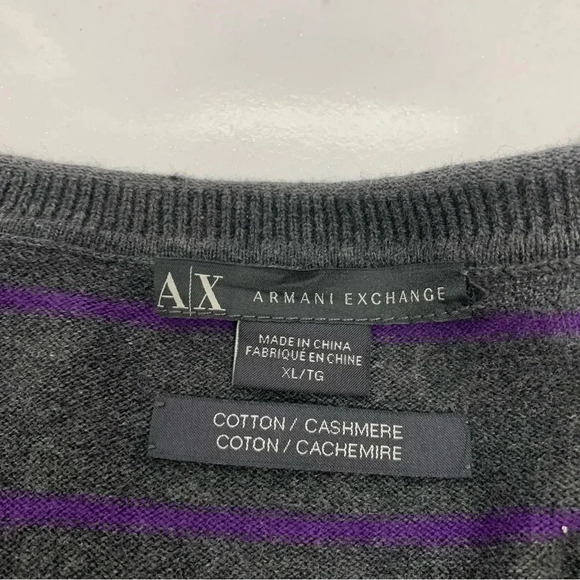 A|X ARMANI EXCHANGE
MADE IN CHINA
FABRIQUÉ EN CHINE
XL/TG
COTTON / CASHMERE
COTON / CACHEMIRE